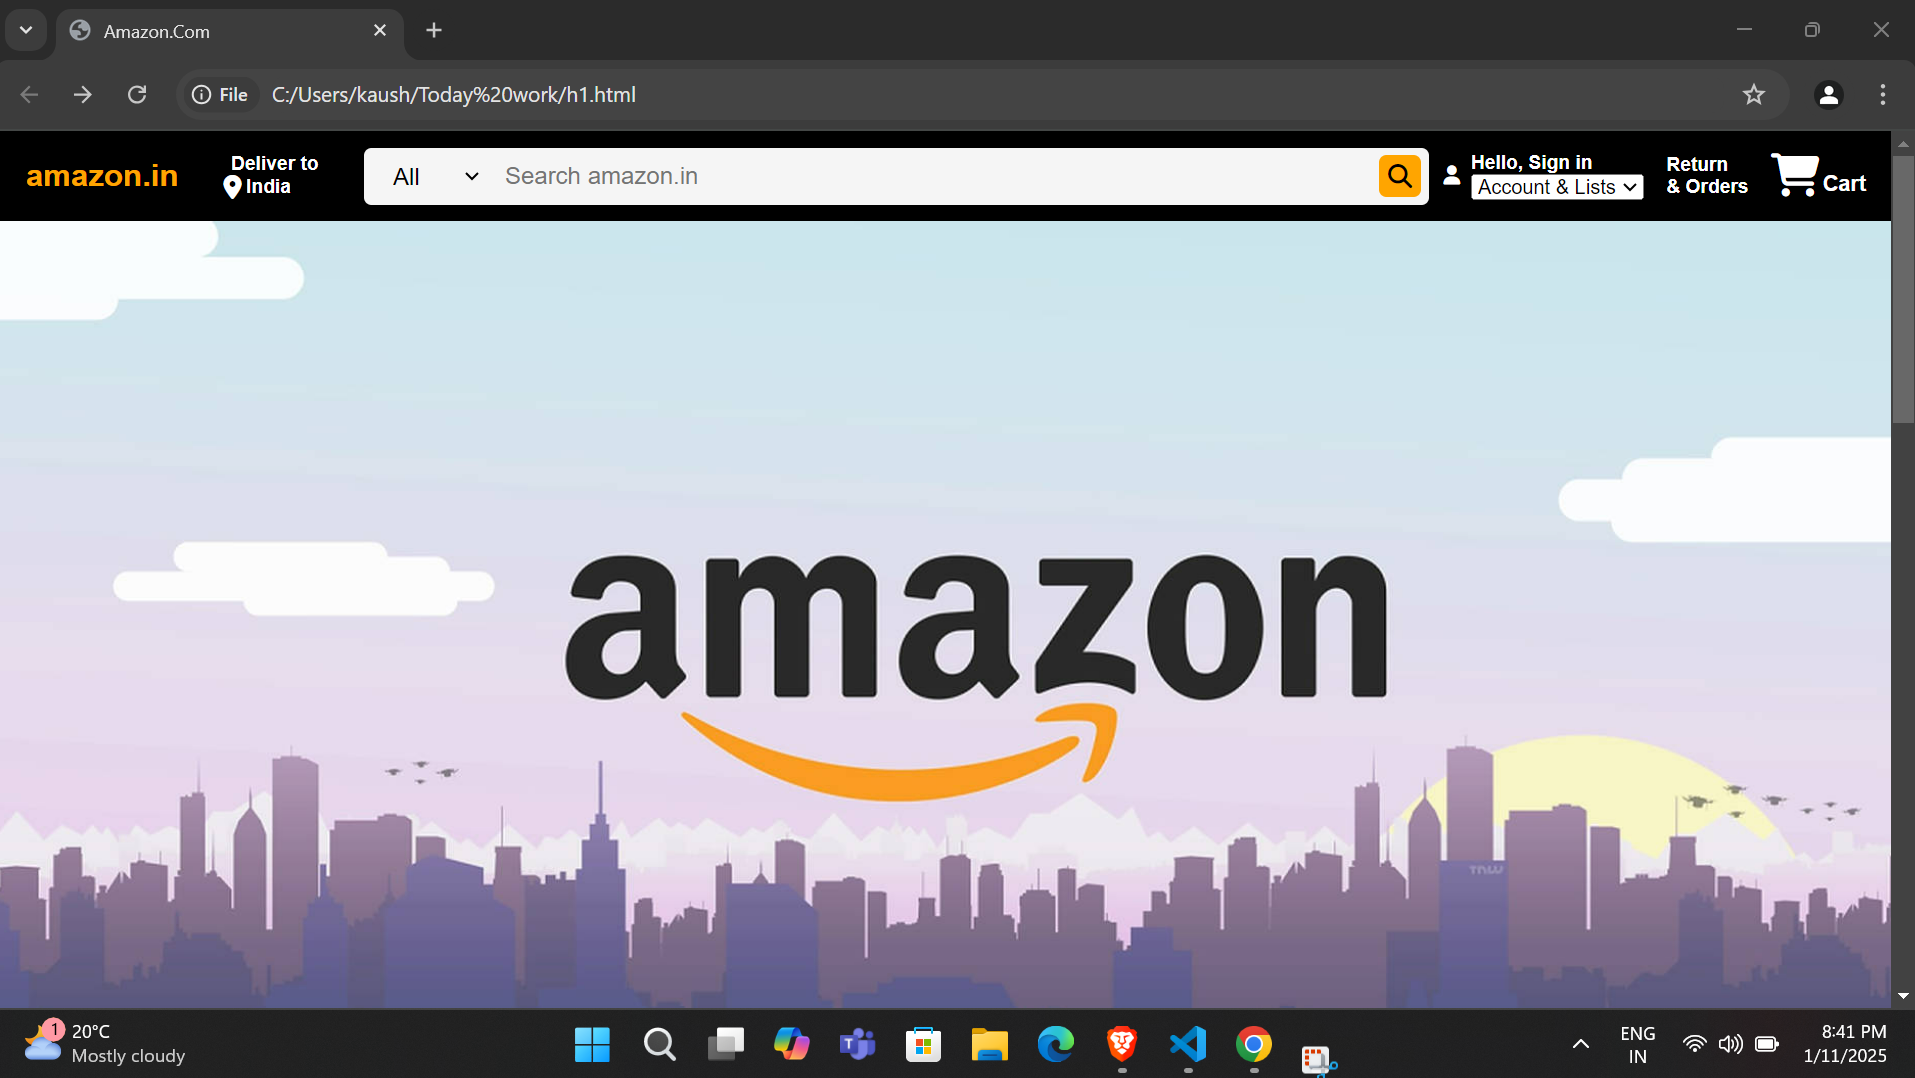 Amazon.Com
File
C:/Users/kaush/Today%20work/h1.html
amazon.in
Deliver to
India
All
Search amazon.in
Hello, Sign in
Account & Lists
Return
& Orders
Cart
amazon
TNW
1
20°C
Mostly cloudy
ENG
IN
8:41 PM
1/11/2025